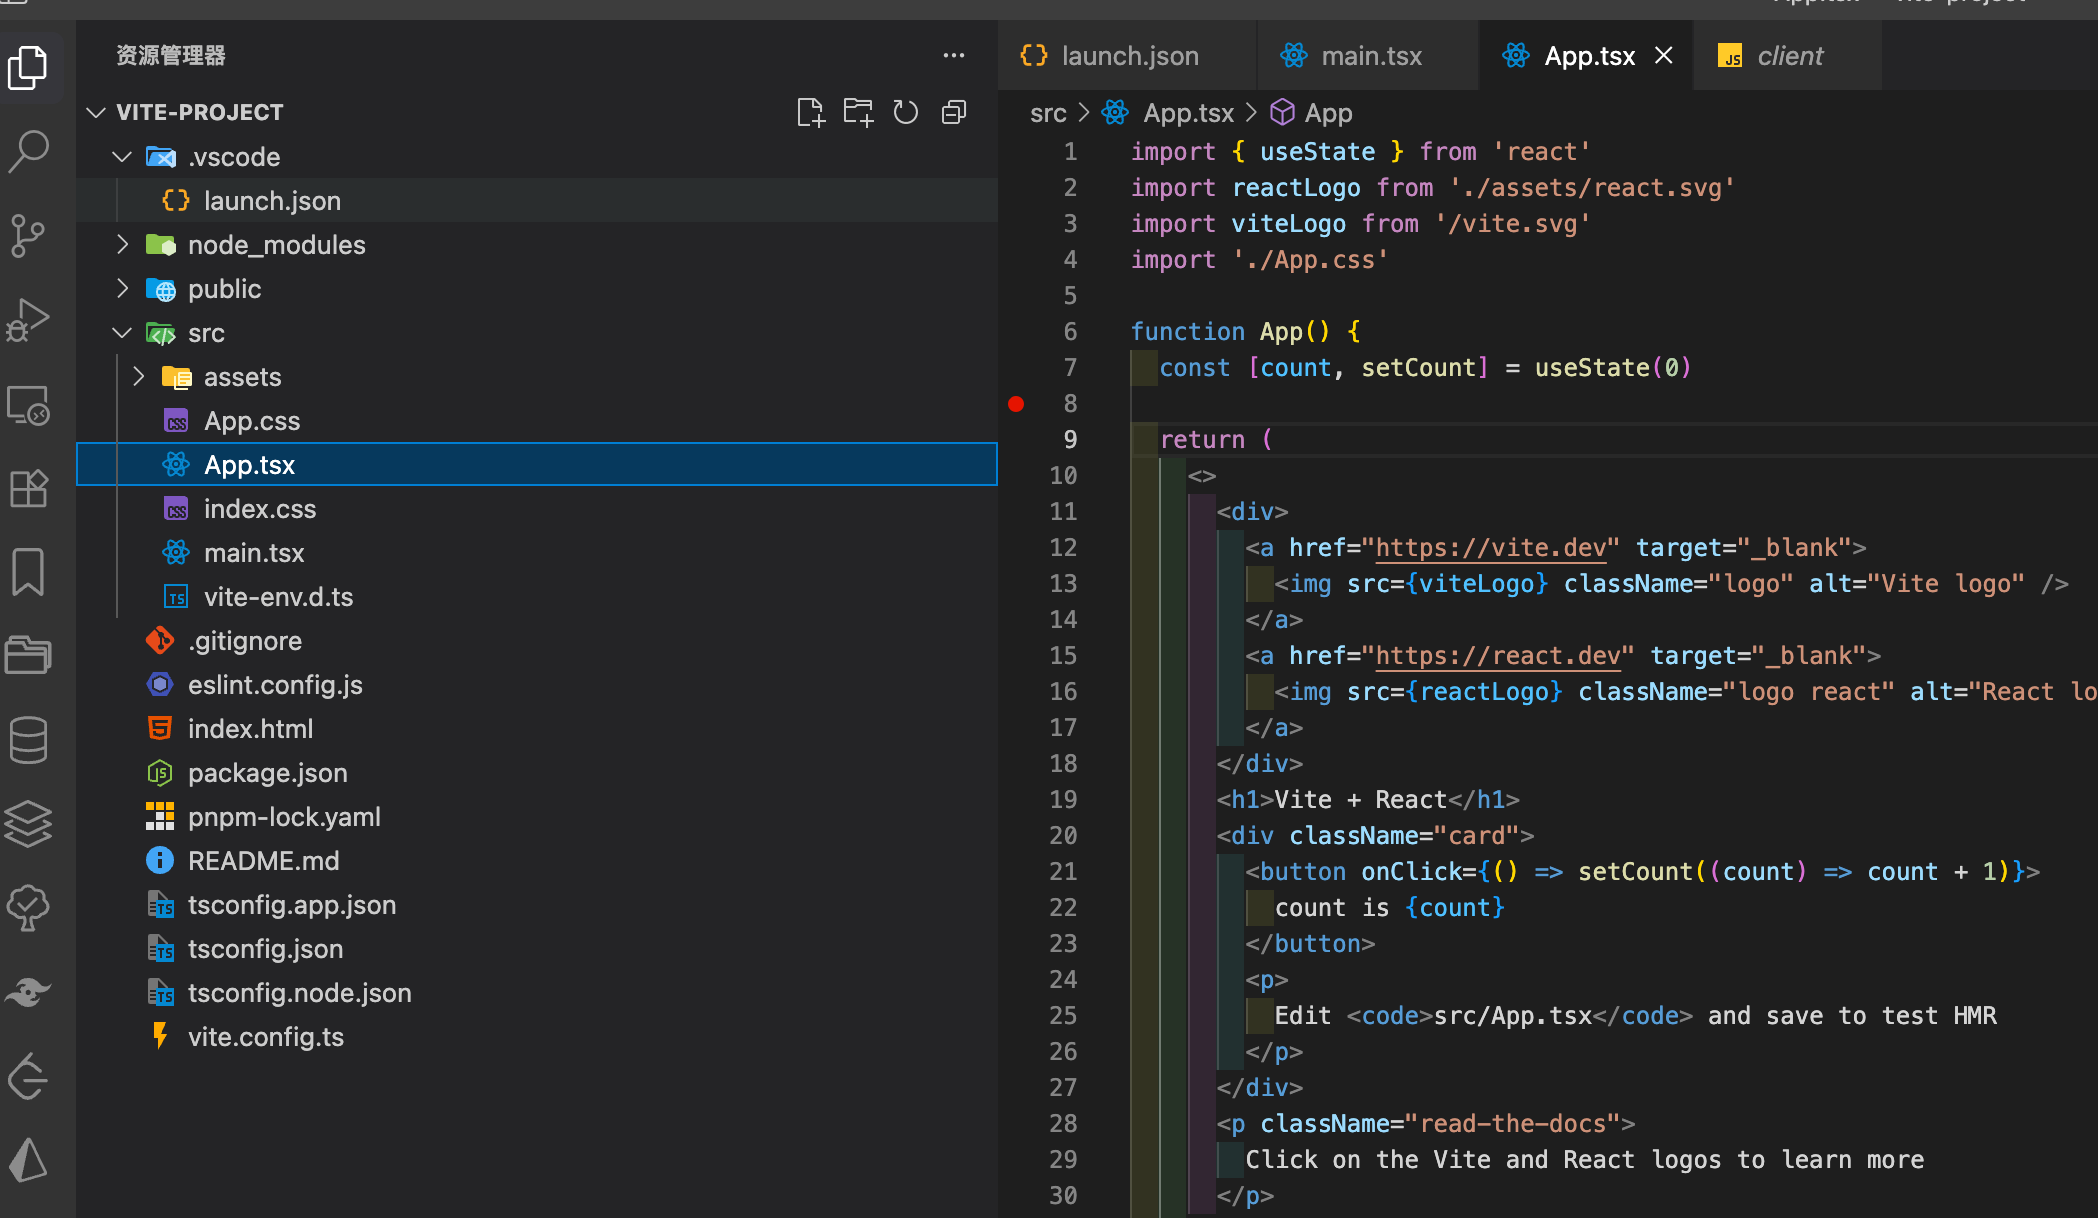 资源管理器
VITE-PROJECT
.vscode
launch.json
node_modules
public
src
assets
App.css
App.tsx
index.css
main.tsx
vite-env.d.ts
.gitignore
eslint.config.js
index.html
package.json
pnpm-lock.yaml
README.md
tsconfig.app.json
tsconfig.json
tsconfig.node.json
vite.config.ts
launch.json
main.tsx
App.tsx
client
src > App.tsx > App
1 import { useState } from 'react'
2 import reactLogo from './assets/react.svg'
3 import viteLogo from '/vite.svg'
4 import './App.css'
5
6 function App() {
7 const [count, setCount] = useState(0)
8
9 return (
10 <>
11 <div>
12 <a href="https://vite.dev" target="_blank">
13 <img src={viteLogo} className="logo" alt="Vite logo" />
14 </a>
15 <a href="https://react.dev" target="_blank">
16 <img src={reactLogo} className="logo react" alt="React lo
17 </a>
18 </div>
19 <h1>Vite + React</h1>
20 <div className="card">
21 <button onClick={() => setCount((count) => count + 1)}>
22 count is {count}
23 </button>
24 <p>
25 Edit <code>src/App.tsx</code> and save to test HMR
26 </p>
27 </div>
28 <p className="read-the-docs">
29 Click on the Vite and React logos to learn more
30 </p>